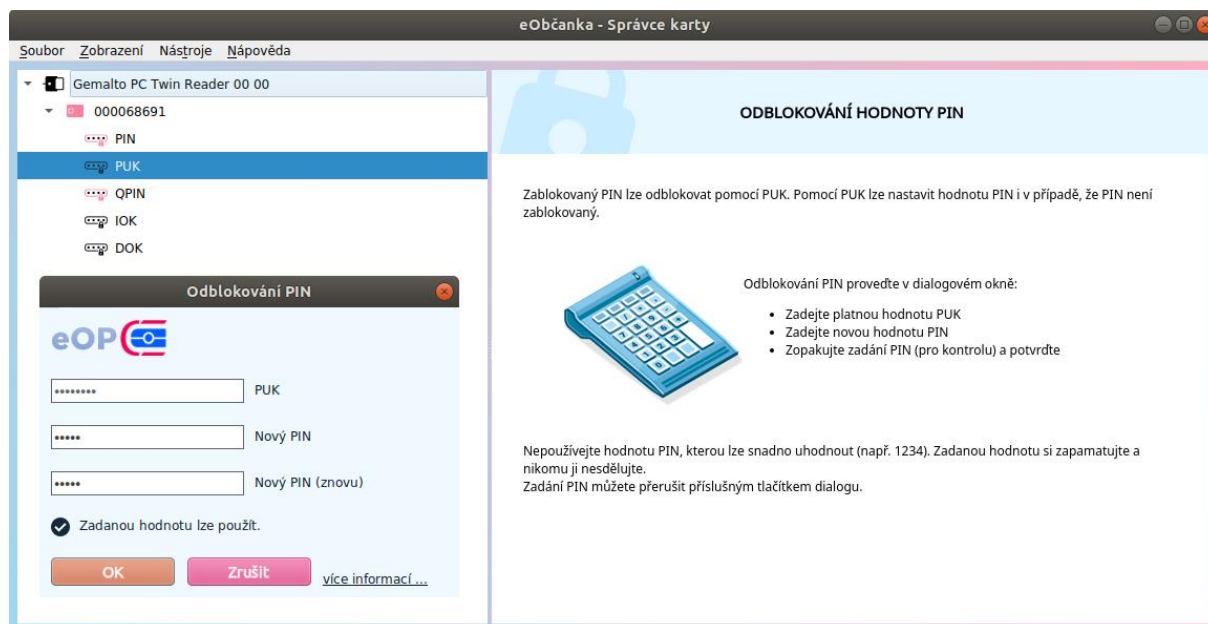 eObčanka - Správce karty
Soubor Zobrazení Nástroje Nápověda
Gemalto PC Twin Reader 00 00
000068691
PIN
PUK
QPIN
IOK
DOK
Odblokování PIN
eOP
PUK
Nový PIN
Nový PIN (znovu)
Zadanou hodnotu lze použít.
OK
Zrušit
více informací ...
ODBLOKOVÁNÍ HODNOTY PIN
Zablokovaný PIN lze odblokovat pomocí PUK. Pomocí PUK lze nastavit hodnotu PIN i v případě, že PIN není
zablokovaný.
Odblokování PIN proveďte v dialogovém okně:
• Zadejte platnou hodnotu PUK
• Zadejte novou hodnotu PIN
• Zopakujte zadání PIN (pro kontrolu) a potvrďte
Nepoužívejte hodnotu PIN, kterou lze snadno uhodnout (např. 1234). Zadanou hodnotu si zapamatujte a
nikomu ji nesdělujte.
Zadání PIN můžete přerušit příslušným tlačítkem dialogu.